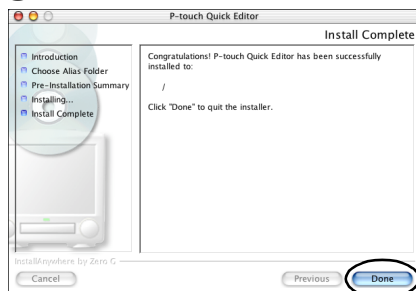 P-touch Quick Editor
Install Complete
Introduction
Choose Alias Folder
Pre-Installation Summary
Installing...
Install Complete
Congratulations! P-touch Quick Editor has been successfully
installed to:
/
Click "Done" to quit the installer.
InstallAnywhere by Zero G
Cancel
Previous
Done